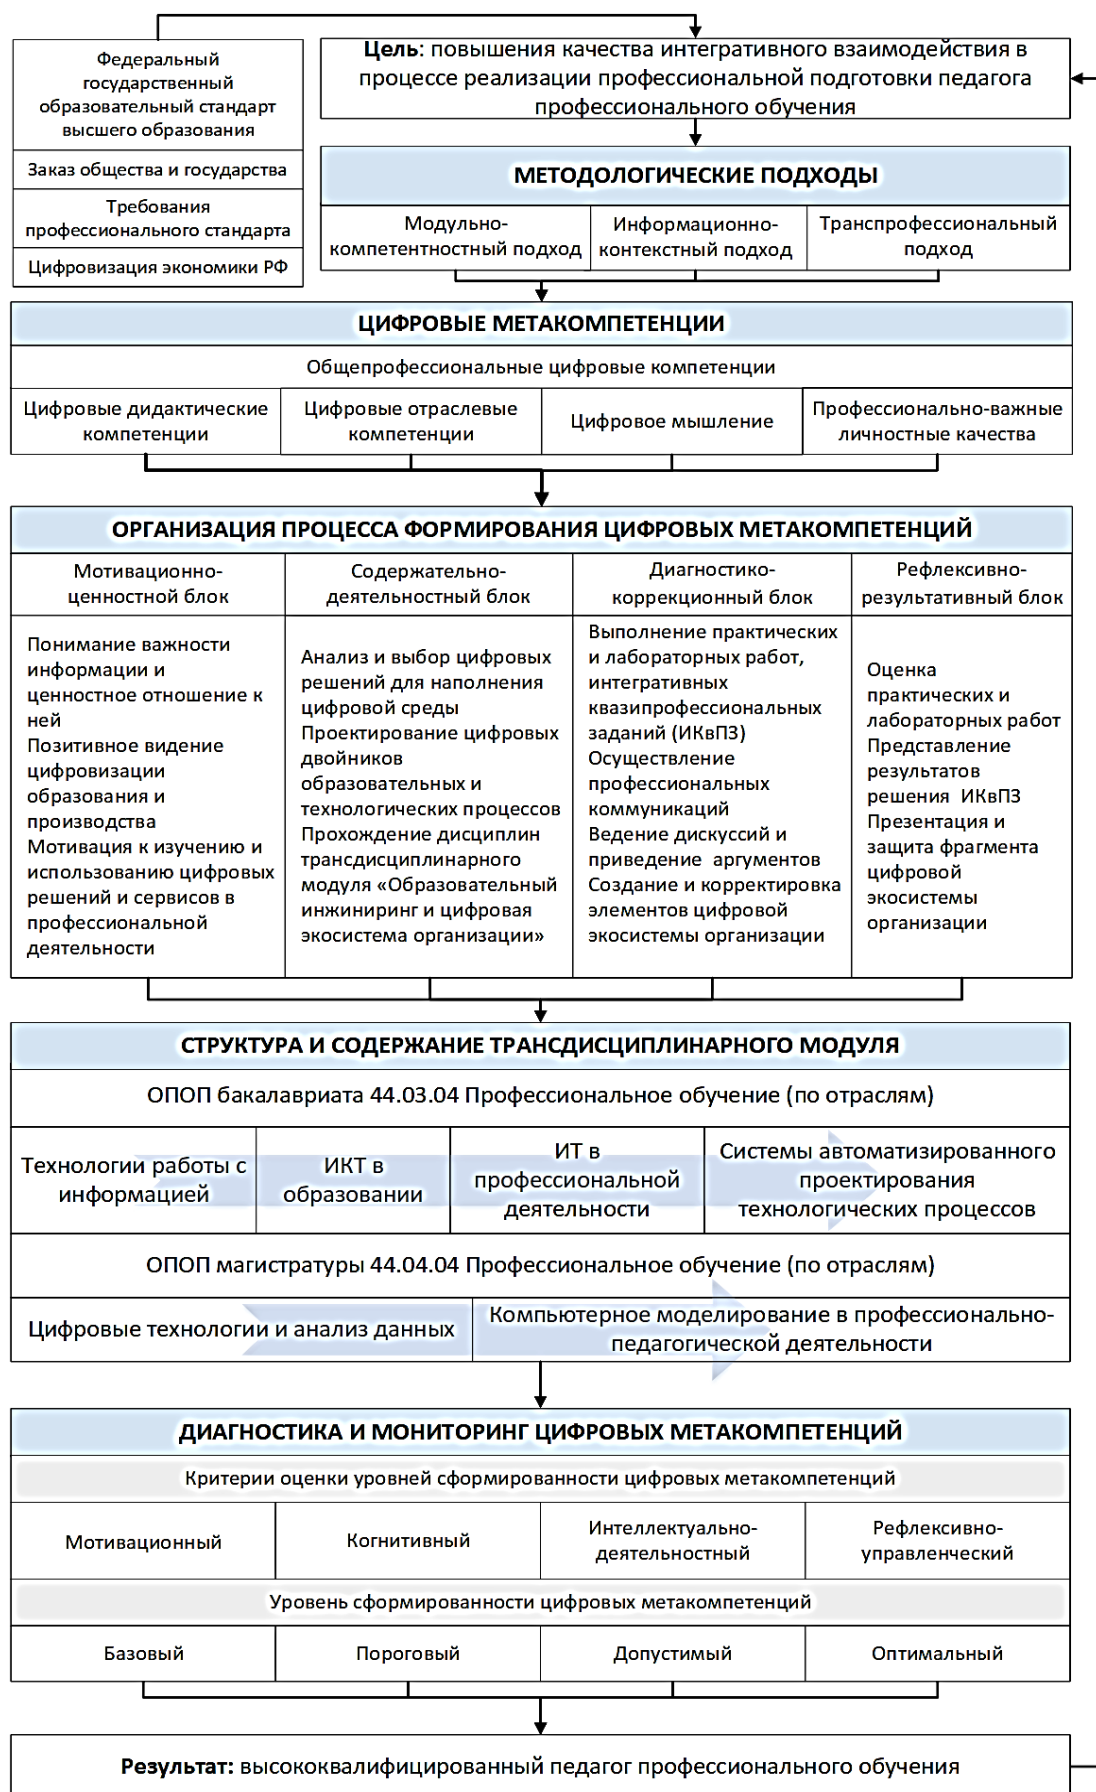 Федеральный
государственный
образовательный стандарт
высшего образования
Заказ общества и государства
Требования
профессионального стандарта
Цифровизация экономики РФ
Цель: повышения качества интегративного взаимодействия в
процессе реализации профессиональной подготовки педагога
профессионального обучения
МЕТОДОЛОГИЧЕСКИЕ ПОДХОДЫ
Модульно-
компетентностный подход
Информационно-
контекстный подход
Транспрофессиональный
подход
ЦИФРОВЫЕ МЕТАКОМПЕТЕНЦИИ
Общепрофессиональные цифровые компетенции
Цифровые дидактические
компетенции
Цифровые отраслевые
компетенции
Цифровое мышление
Профессионально-важные
личностные качества
ОРГАНИЗАЦИЯ ПРОЦЕССА ФОРМИРОВАНИЯ ЦИФРОВЫХ МЕТАКОМПЕТЕНЦИЙ
Мотивационно-
ценностной блок
Содержательно-
деятельностный блок
Диагностико-
коррекционный блок
Рефлексивно-
результативный блок
Понимание важности
информации и
ценностное отношение к
ней
Позитивное видение
цифровизации
образования и
производства
Мотивация к изучению и
использованию цифровых
решений и сервисов в
профессиональной
деятельности
Анализ и выбор цифровых
решений для наполнения
цифровой среды
Проектирование цифровых
двойников
образовательных и
технологических процессов
Прохождение дисциплин
трансдисциплинарного
модуля «Образовательный
инжиниринг и цифровая
экосистема организации»
Выполнение практических
и лабораторных работ,
интегративных
квазипрофессиональных
заданий (ИКвПЗ)
Осуществление
профессиональных
коммуникаций
Ведение дискуссий и
приведение аргументов
Создание и корректировка
элементов цифровой
экосистемы организации
Оценка
практических и
лабораторных работ
Представление
результатов
решения ИКвПЗ
Презентация и
защита фрагмента
цифровой
экосистемы
организации
СТРУКТУРА И СОДЕРЖАНИЕ ТРАНСДИСЦИПЛИНАРНОГО МОДУЛЯ
ОПОП бакалавриата 44.03.04 Профессиональное обучение (по отраслям)
Технологии работы с
информацией
ИКТ в
образовании
ИТ в
профессиональной
деятельности
Системы автоматизированного
проектирования
технологических процессов
ОПОП магистратуры 44.04.04 Профессиональное обучение (по отраслям)
Цифровые технологии и анализ данных
Компьютерное моделирование в профессионально-
педагогической деятельности
ДИАГНОСТИКА И МОНИТОРИНГ ЦИФРОВЫХ МЕТАКОМПЕТЕНЦИЙ
Критерии оценки уровней сформированности цифровых метакомпетенций
Мотивационный
Когнитивный
Интеллектуально-
деятельностный
Рефлексивно-
управленческий
Уровень сформированности цифровых метакомпетенций
Базовый
Пороговый
Допустимый
Оптимальный
Результат: высококвалифицированный педагог профессионального обучения